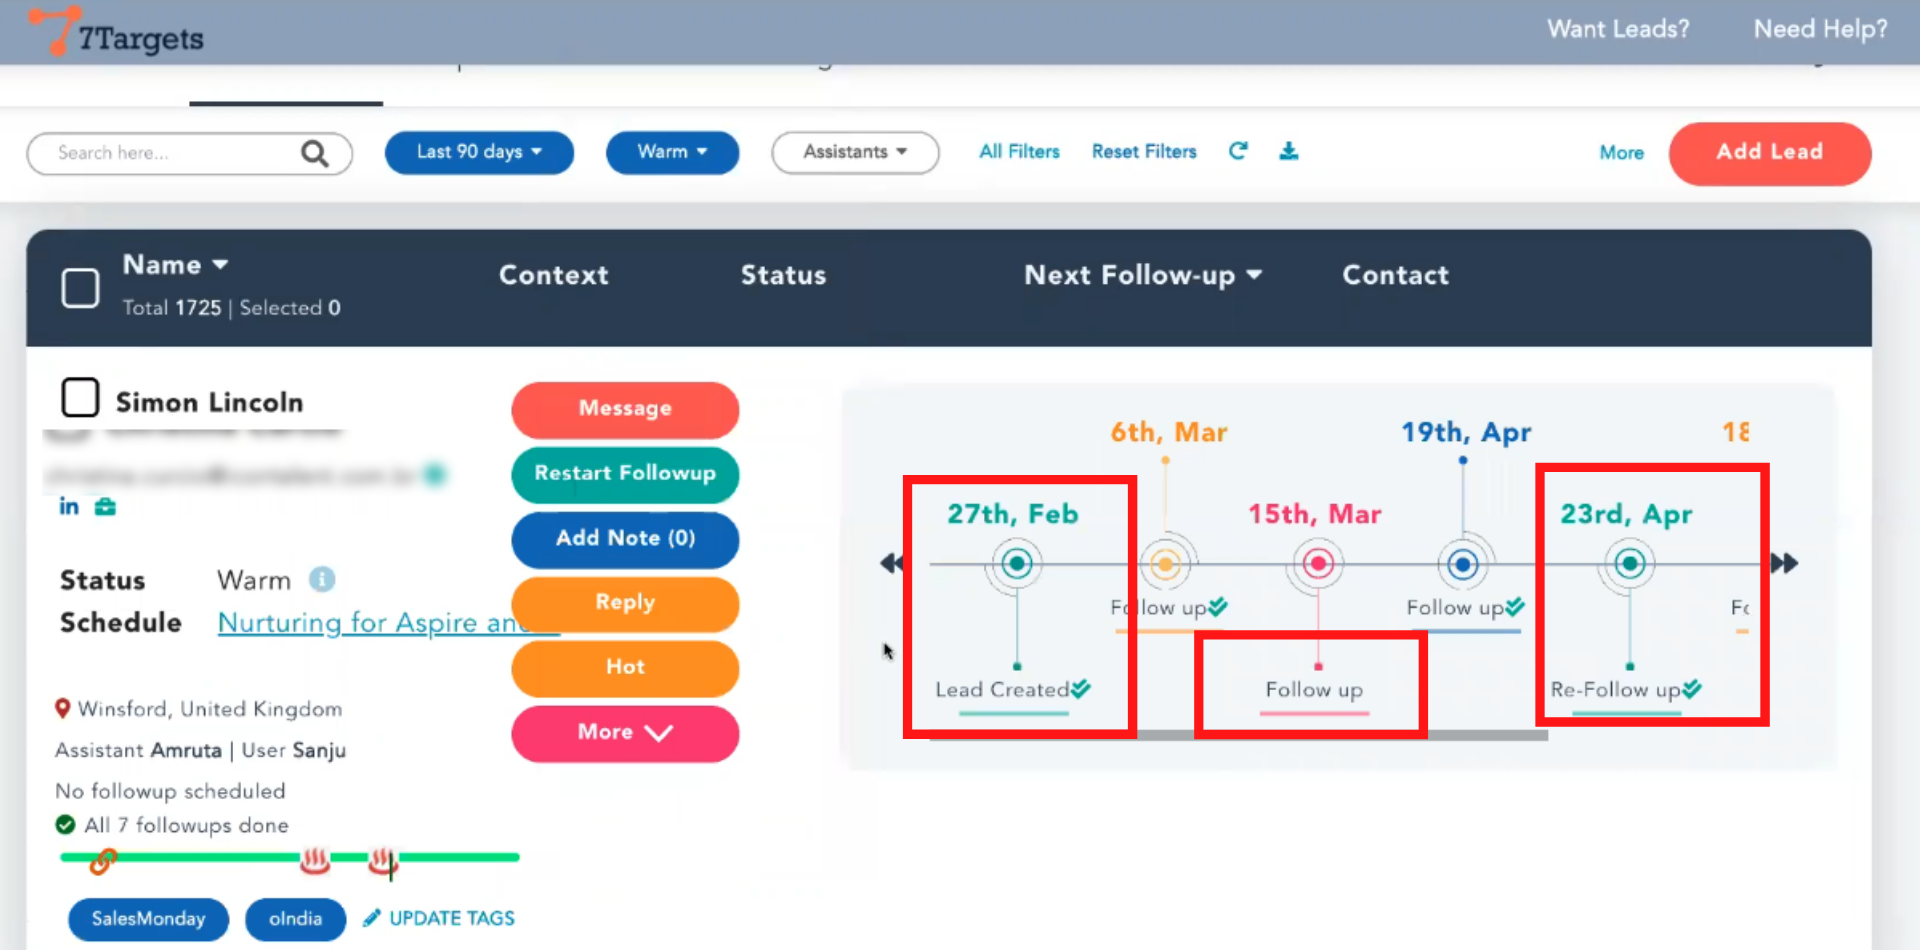 7Targets
Want Leads?
Need Help?
Search here...
Last 90 days
Warm
Assistants
All Filters
Reset Filters
More
Add Lead
Name
Total 1725 | Selected 0
Context
Status
Next Follow-up
Contact
Simon Lincoln
in
Status Warm
Schedule Nurturing for Aspire an
Winsford, United Kingdom
Assistant Amruta | User Sanju
No followup scheduled
All 7 followups done
SalesMonday
oIndia
UPDATE TAGS
Message
Restart Followup
Add Note (0)
Reply
Hot
More
6th, Mar
19th, Apr
18
27th, Feb
15th, Mar
23rd, Apr
Follow up
Follow up
Fo
Lead Created
Follow up
Re-Follow up